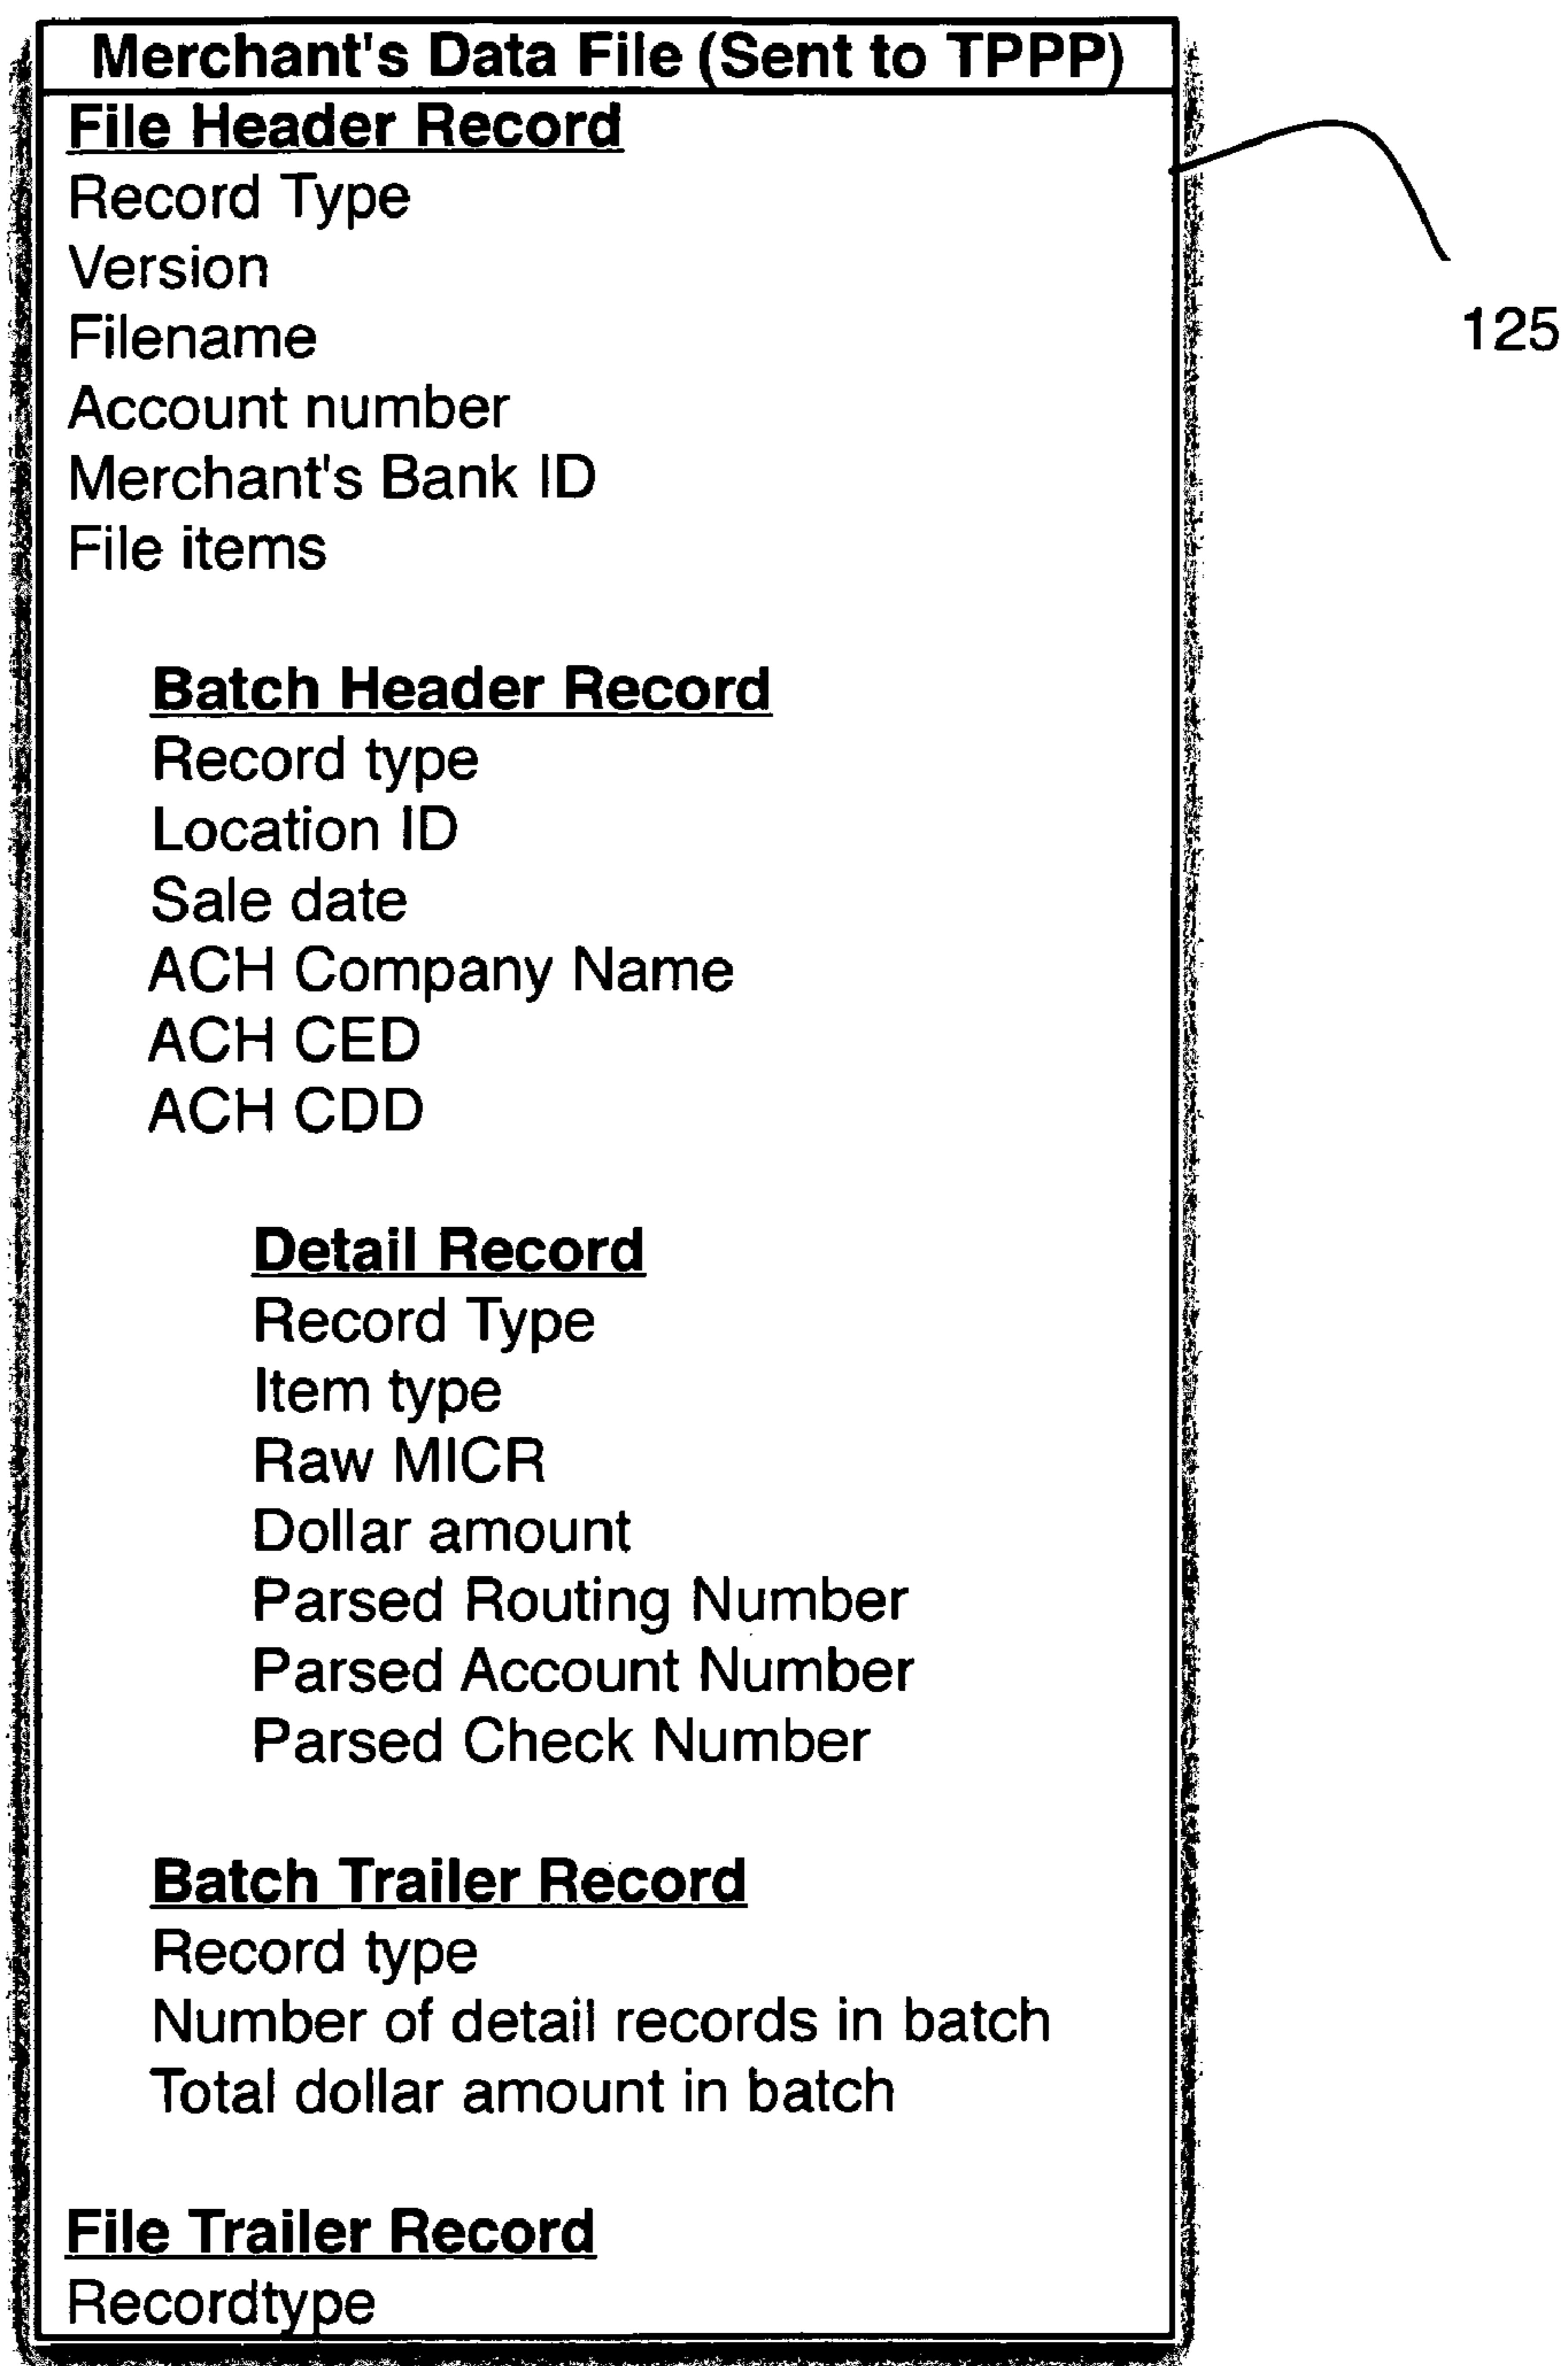 Merchant's Data File (Sent to TPPP)
File Header Record
Record Type
Version
Filename
Account number
Merchant's Bank ID
File items
125
Batch Header Record
Record type
Location ID
Sale date
ACH Company Name
ACH CED
ACH CDD
Detail Record
Record Type
Item type
Raw MICR
Dollar amount
Parsed Routing Number
Parsed Account Number
Parsed Check Number
Batch Trailer Record
Record type
Number of detail records in batch
Total dollar amount in batch
File Trailer Record
Recordtype